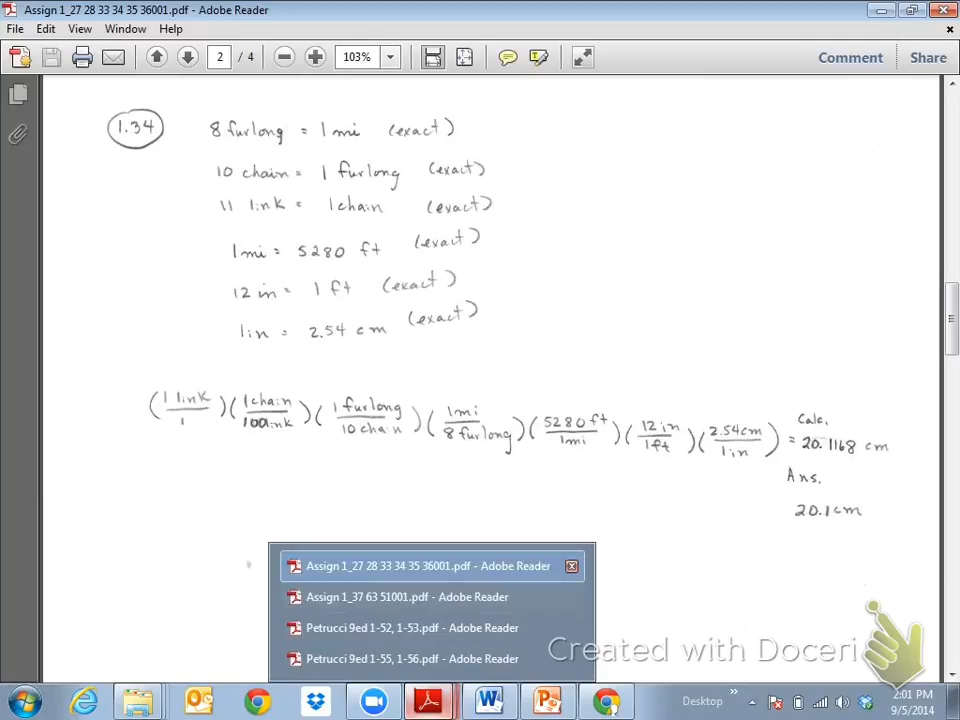 Assign 1_27 28 33 34 35 36001.pdf - Adobe Reader
File Edit View Window Help
2 / 4 103% Comment Share
1.34 8 furlong = 1 mi (exact)
10 chain = 1 furlong (exact)
11 link = 1 chain (exact)
1 mi = 5280 ft (exact)
12 in = 1 ft (exact)
1 in = 2.54 cm (exact)
(1 link/1)(1 chain/100 link)(1 furlong/10 chain)(1 mi/8 furlong)(5280 ft/1 mi)(12 in/1 ft)(2.54 cm/1 in) = 20.1168 cm
Calc.
Ans.
20.1 cm
Assign 1_27 28 33 34 35 36001.pdf - Adobe Reader
Assign 1_37 63 51001.pdf - Adobe Reader
Petrucci 9ed 1-52, 1-53.pdf - Adobe Reader
Petrucci 9ed 1-55, 1-56.pdf - Adobe Reader
Created with Doceri
Desktop
2:01 PM
9/5/2014